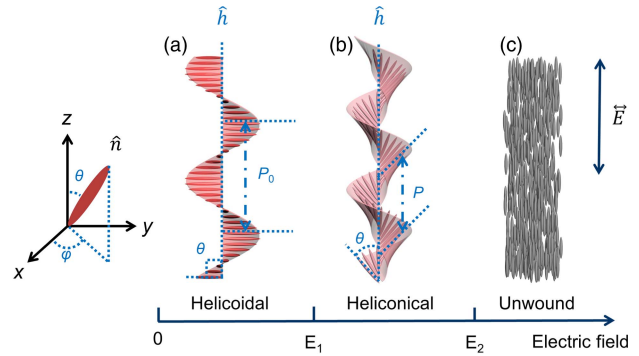 ĥ
ĥ
(a)
(b)
(c)
z
n̂
θ
y
x
φ
P₀
θ
P
θ
E⃡
Helicoidal
Heliconical
Unwound
0
E₁
E₂
Electric field